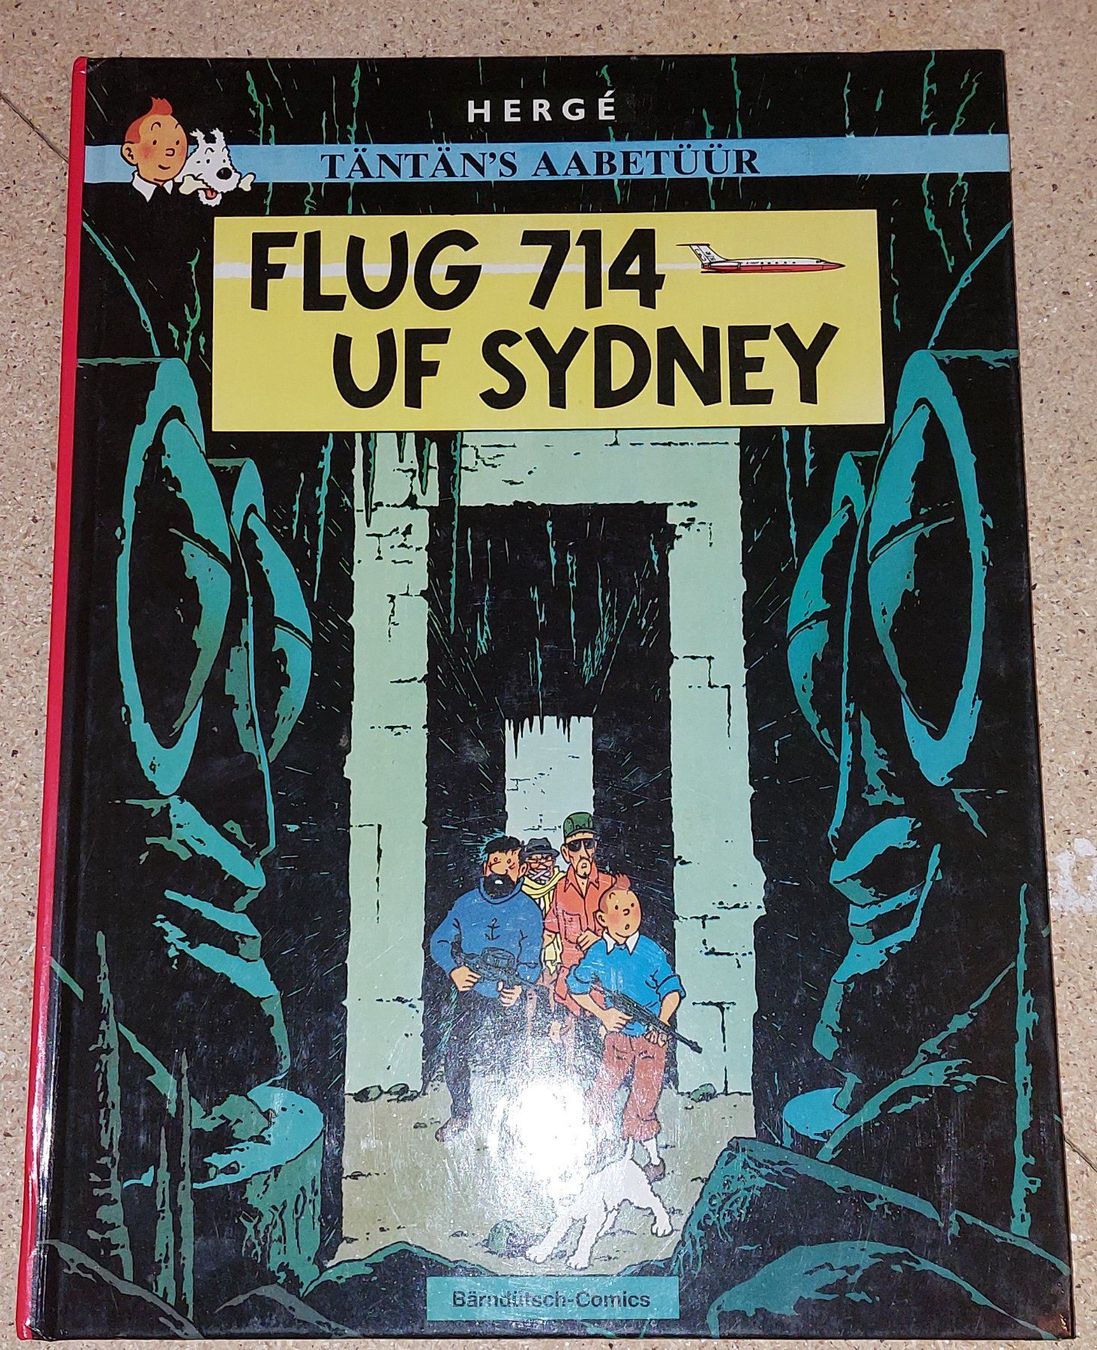 HERGÉ
TÄNTÄN'S AABETÜÜR
FLUG 714
UF SYDNEY
Bärndütsch-Comics